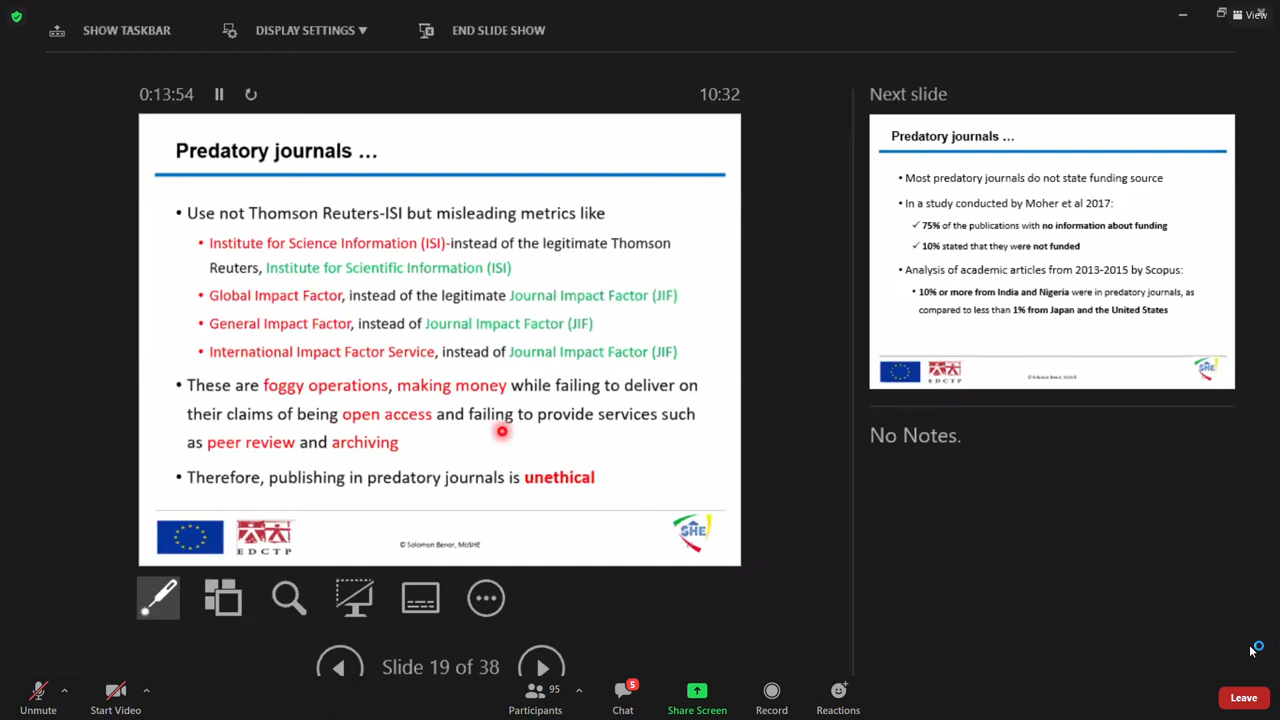 SHOW TASKBAR
DISPLAY SETTINGS ▼
END SLIDE SHOW
View
0:13:54
10:32
Predatory journals ...
• Use not Thomson Reuters-ISI but misleading metrics like
• Institute for Science Information (ISI)-instead of the legitimate Thomson
Reuters, Institute for Scientific Information (ISI)
• Global Impact Factor, instead of the legitimate Journal Impact Factor (JIF)
• General Impact Factor, instead of Journal Impact Factor (JIF)
• International Impact Factor Service, instead of Journal Impact Factor (JIF)
• These are foggy operations, making money while failing to deliver on
their claims of being open access and failing to provide services such
as peer review and archiving
• Therefore, publishing in predatory journals is unethical
EDCTP
© Solomon Benor, MoSHE
SHE
Next slide
Predatory journals ...
• Most predatory journals do not state funding source
• In a study conducted by Moher et al 2017:
✓ 75% of the publications with no information about funding
✓ 10% stated that they were not funded
• Analysis of academic articles from 2013-2015 by Scopus:
• 10% or more from India and Nigeria were in predatory journals, as
compared to less than 1% from Japan and the United States
EDCTP
© Solomon Benor, MoSHE
SHE
No Notes.
Slide 19 of 38
Unmute
Start Video
95
Participants
5
Chat
Share Screen
Record
Reactions
Leave